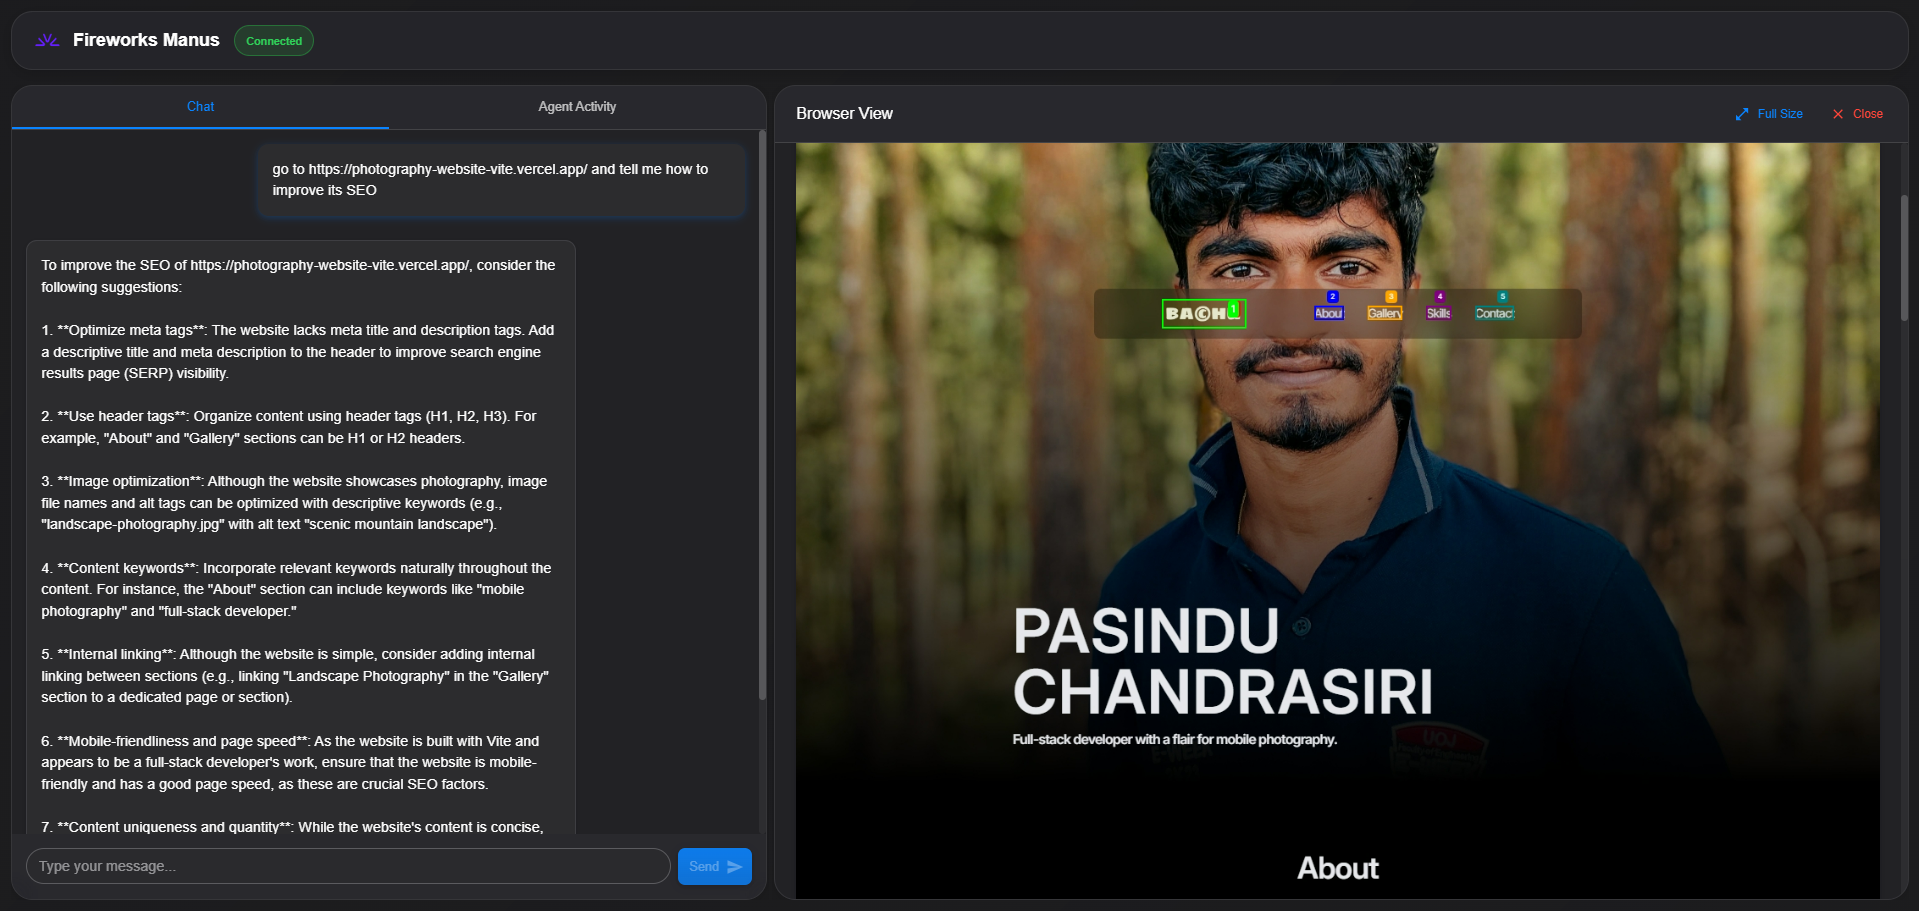 Fireworks Manus
Connected
Chat
Agent Activity
go to https://photography-website-vite.vercel.app/ and tell me how to
improve its SEO
To improve the SEO of https://photography-website-vite.vercel.app/, consider the
following suggestions:
1. **Optimize meta tags**: The website lacks meta title and description tags. Add
a descriptive title and meta description to the header to improve search engine
results page (SERP) visibility.
2. **Use header tags**: Organize content using header tags (H1, H2, H3). For
example, "About" and "Gallery" sections can be H1 or H2 headers.
3. **Image optimization**: Although the website showcases photography, image
file names and alt tags can be optimized with descriptive keywords (e.g.,
"landscape-photography.jpg" with alt text "scenic mountain landscape").
4. **Content keywords**: Incorporate relevant keywords naturally throughout the
content. For instance, the "About" section can include keywords like "mobile
photography" and "full-stack developer."
5. **Internal linking**: Although the website is simple, consider adding internal
linking between sections (e.g., linking "Landscape Photography" in the "Gallery"
section to a dedicated page or section).
6. **Mobile-friendliness and page speed**: As the website is built with Vite and
appears to be a full-stack developer's work, ensure that the website is mobile-
friendly and has a good page speed, as these are crucial SEO factors.
7. **Content uniqueness and quantity**: While the website's content is concise,
Type your message...
Send
Browser View
Full Size
Close
1
2
3
4
5
About
Gallery
Skills
Contact
PASINDU
CHANDRASIRI
Full-stack developer with a flair for mobile photography.
UOJ
About